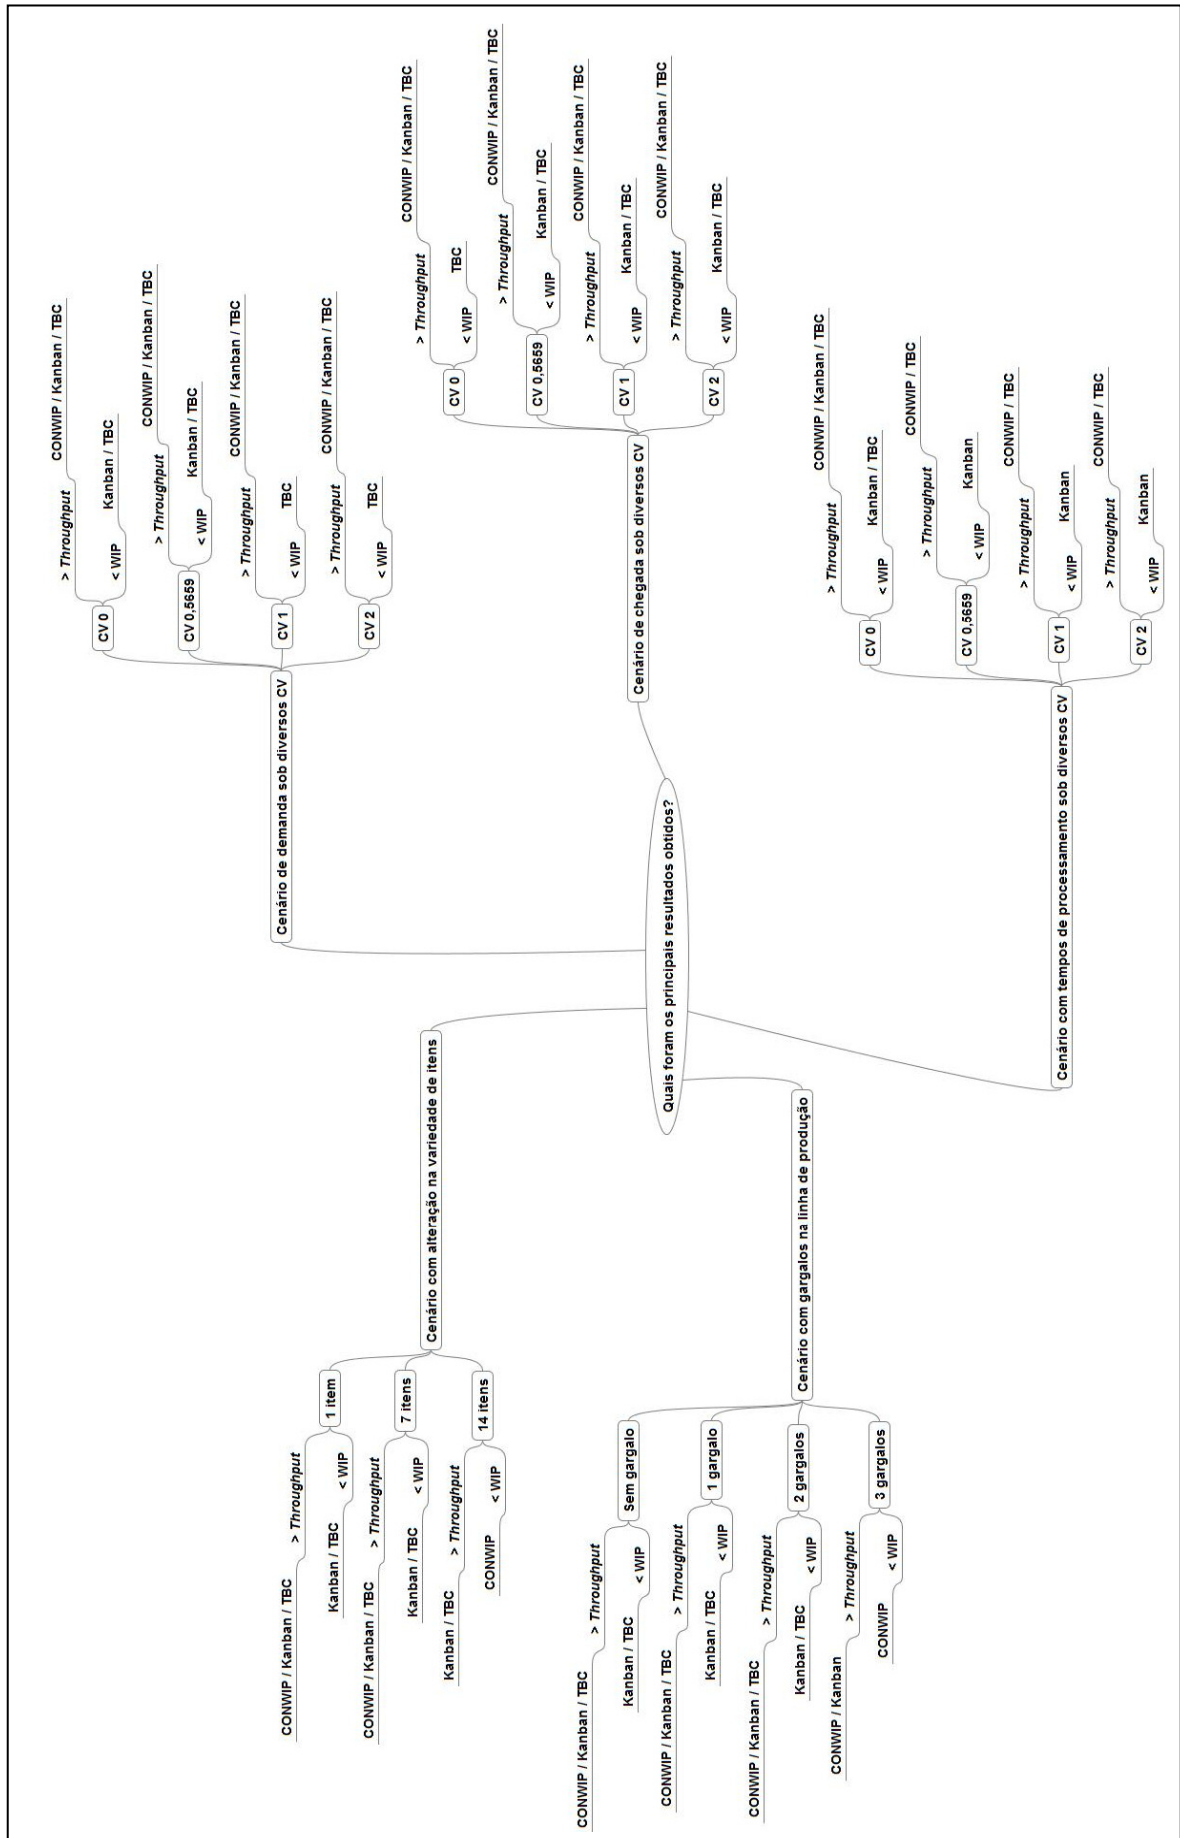 Quais foram os principais resultados obtidos?
Cenário de demanda sob diversos CV
CV 0
> Throughput
CONWIP / Kanban / TBC
< WIP
Kanban / TBC
CV 0,5659
> Throughput
CONWIP / Kanban / TBC
< WIP
Kanban / TBC
CV 1
> Throughput
CONWIP / Kanban / TBC
< WIP
TBC
CV 2
> Throughput
CONWIP / Kanban / TBC
< WIP
TBC
Cenário de chegada sob diversos CV
CV 0
> Throughput
CONWIP / Kanban / TBC
< WIP
TBC
CV 0,5659
> Throughput
CONWIP / Kanban / TBC
< WIP
Kanban / TBC
CV 1
> Throughput
CONWIP / Kanban / TBC
< WIP
Kanban / TBC
CV 2
> Throughput
CONWIP / Kanban / TBC
< WIP
Kanban / TBC
Cenário com tempos de processamento sob diversos CV
CV 0
> Throughput
CONWIP / Kanban / TBC
< WIP
Kanban / TBC
CV 0,5659
> Throughput
CONWIP / TBC
< WIP
Kanban
CV 1
> Throughput
CONWIP / TBC
< WIP
Kanban
CV 2
> Throughput
CONWIP / TBC
< WIP
Kanban
Cenário com alteração na variedade de itens
1 item
> Throughput
CONWIP / Kanban / TBC
< WIP
Kanban / TBC
7 itens
> Throughput
CONWIP / Kanban / TBC
< WIP
Kanban / TBC
14 itens
> Throughput
Kanban / TBC
< WIP
CONWIP
Cenário com gargalos na linha de produção
Sem gargalo
> Throughput
CONWIP / Kanban / TBC
< WIP
Kanban / TBC
1 gargalo
> Throughput
CONWIP / Kanban / TBC
< WIP
Kanban / TBC
2 gargalos
> Throughput
CONWIP / Kanban / TBC
< WIP
Kanban / TBC
3 gargalos
> Throughput
CONWIP / Kanban
< WIP
CONWIP